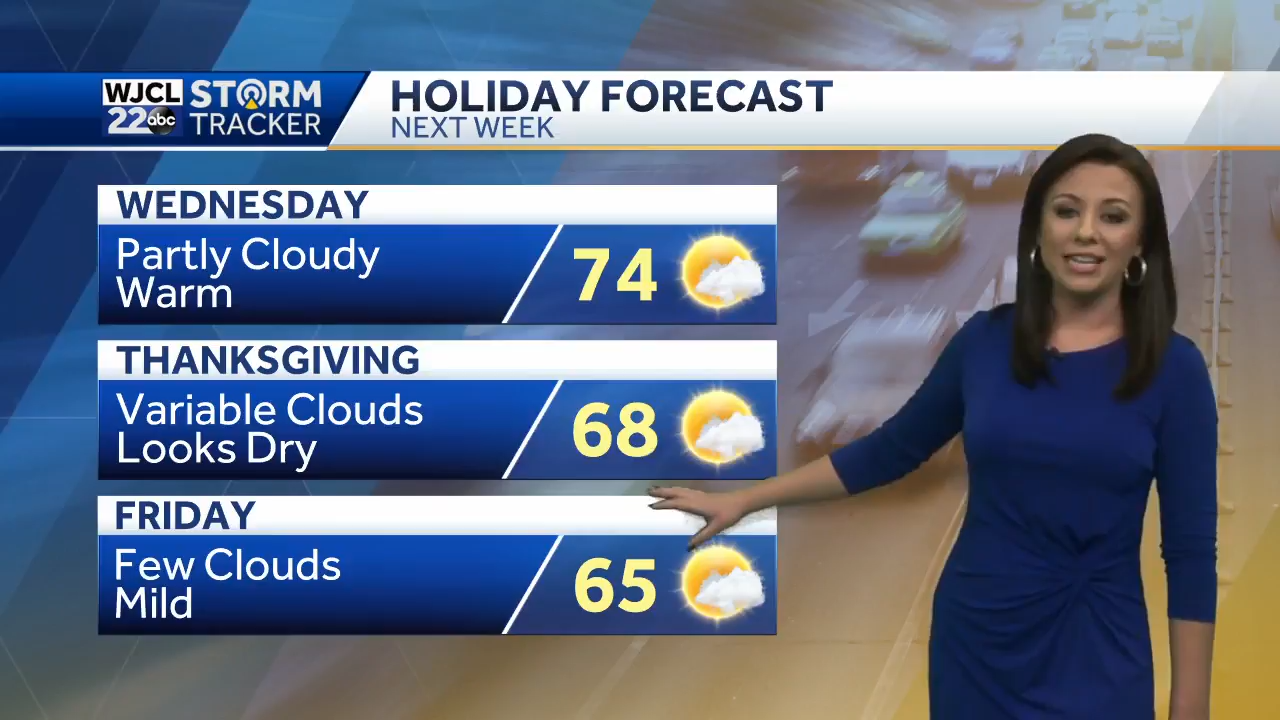 WJCL
22 abc
STORM
TRACKER
HOLIDAY FORECAST
NEXT WEEK
WEDNESDAY
Partly Cloudy
Warm
74
THANKSGIVING
Variable Clouds
Looks Dry
68
FRIDAY
Few Clouds
Mild
65